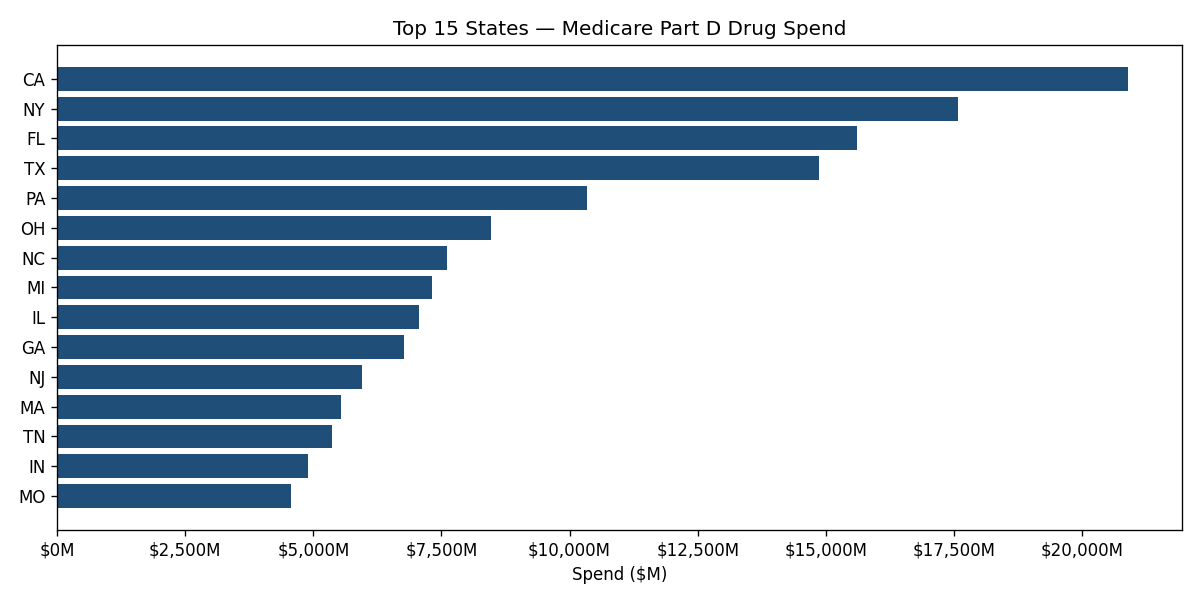 Top 15 States — Medicare Part D Drug Spend
CA
NY
FL
TX
PA
OH
NC
MI
IL
GA
NJ
MA
TN
IN
MO
$0M $2,500M $5,000M $7,500M $10,000M $12,500M $15,000M $17,500M $20,000M
Spend ($M)